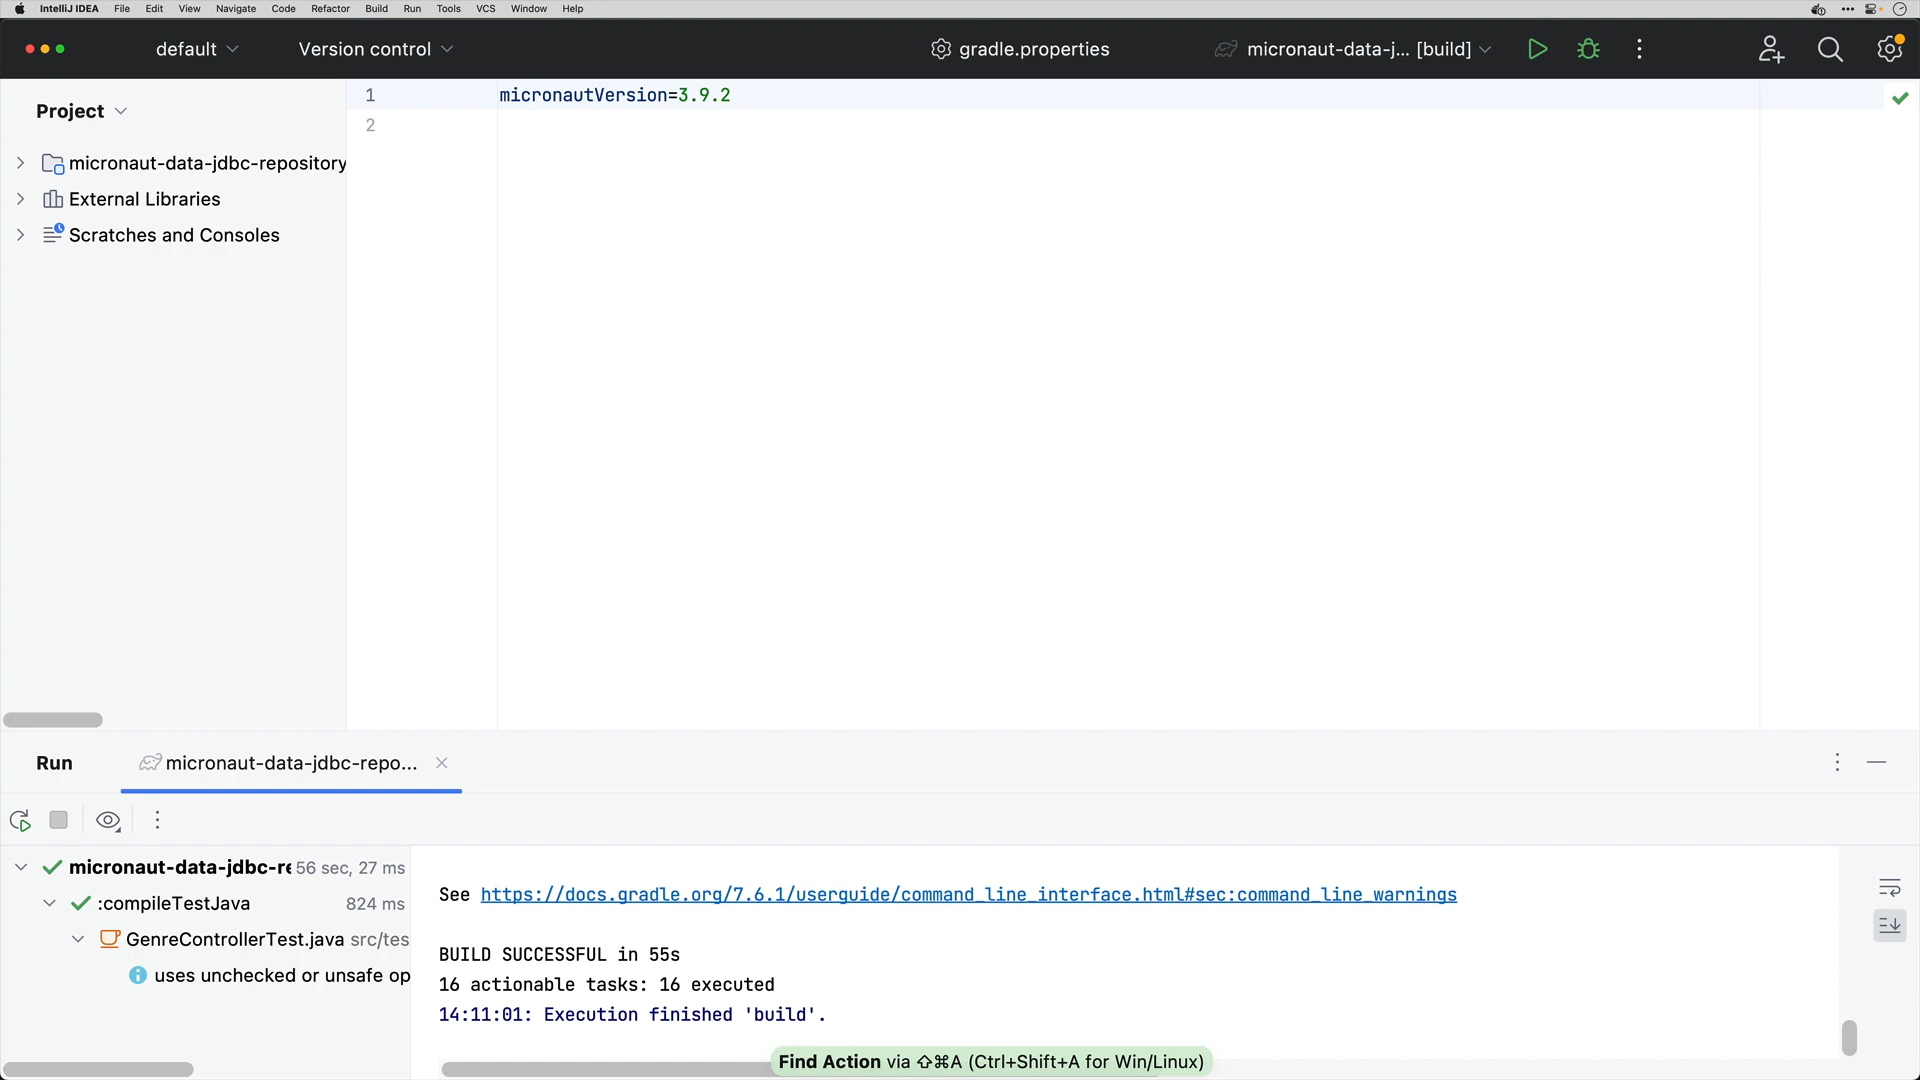 IntelliJ IDEA File Edit View Navigate Code Refactor Build Run Tools VCS Window Help
default Version control gradle.properties micronaut-data-j... [build]
Project
1 micronautVersion=3.9.2
2
micronaut-data-jdbc-repository
External Libraries
Scratches and Consoles
Run micronaut-data-jdbc-repo...
micronaut-data-jdbc-re 56 sec, 27 ms
:compileTestJava 824 ms
GenreControllerTest.java src/tes
uses unchecked or unsafe op
See https://docs.gradle.org/7.6.1/userguide/command_line_interface.html#sec:command_line_warnings
BUILD SUCCESSFUL in 55s
16 actionable tasks: 16 executed
14:11:01: Execution finished 'build'.
Find Action via ⇧⌘A (Ctrl+Shift+A for Win/Linux)